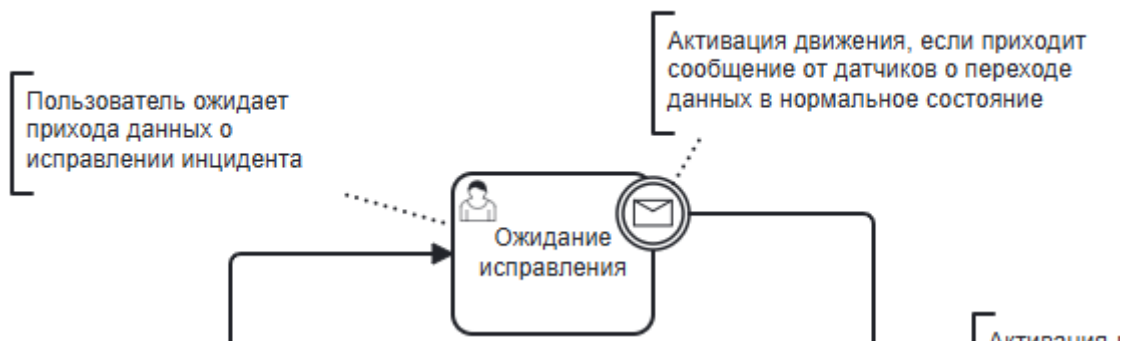 Активация движения, если приходит
сообщение от датчиков о переходе
данных в нормальное состояние
Пользователь ожидает
прихода данных о
исправлении инцидента
Ожидание
исправления
Активация